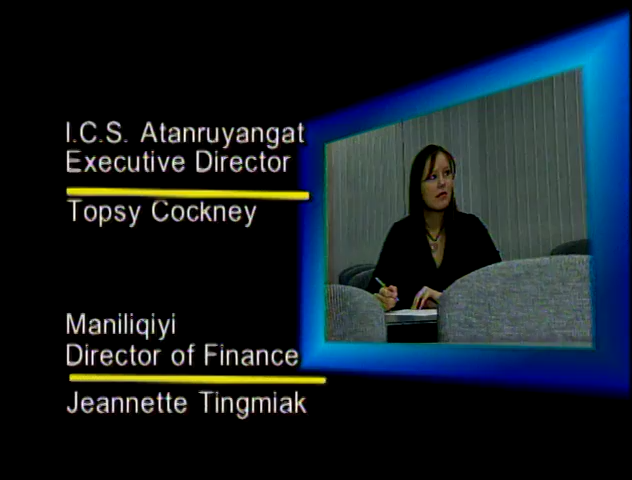 I.C.S. Atanruyangat
Executive Director
Topsy Cockney
Maniliqiyi
Director of Finance
Jeannette Tingmiak